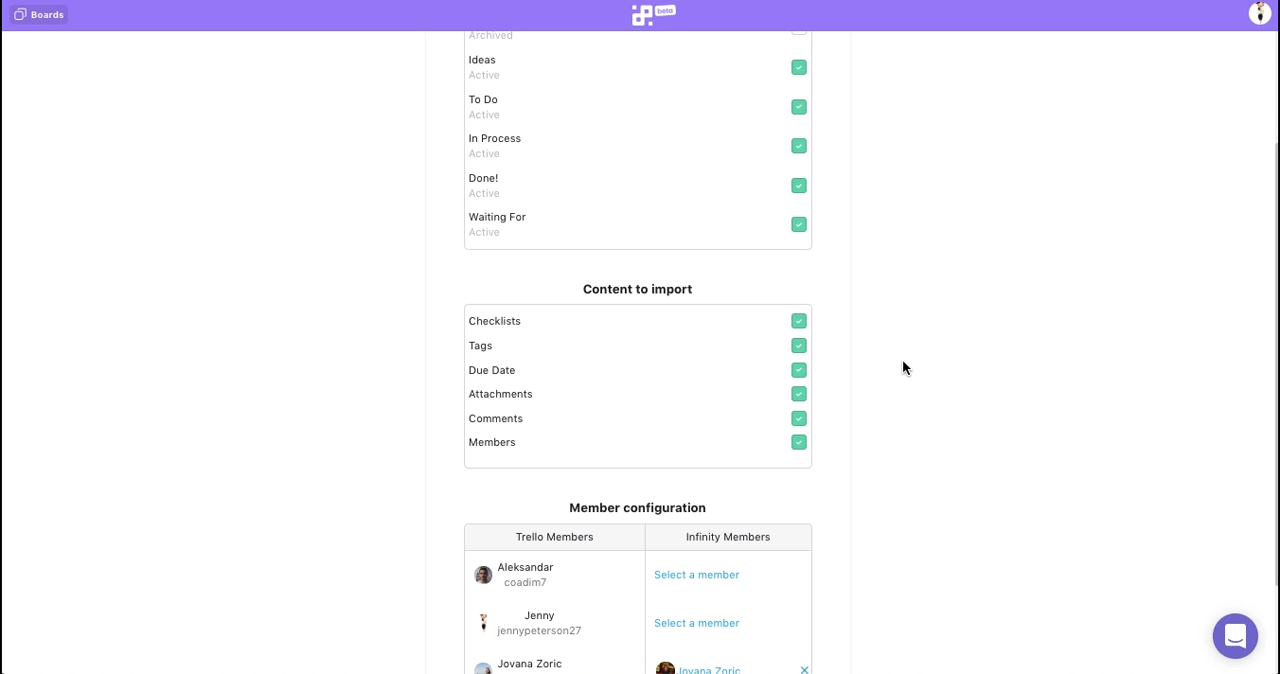 Boards
beta
Archived
Ideas
Active
To Do
Active
In Process
Active
Done!
Active
Waiting For
Active
Content to import
Checklists
Tags
Due Date
Attachments
Comments
Members
Member configuration
Trello Members
Infinity Members
Aleksandar
coadim7
Select a member
Jenny
jennypeterson27
Select a member
Jovana Zoric
Jovana Zoric